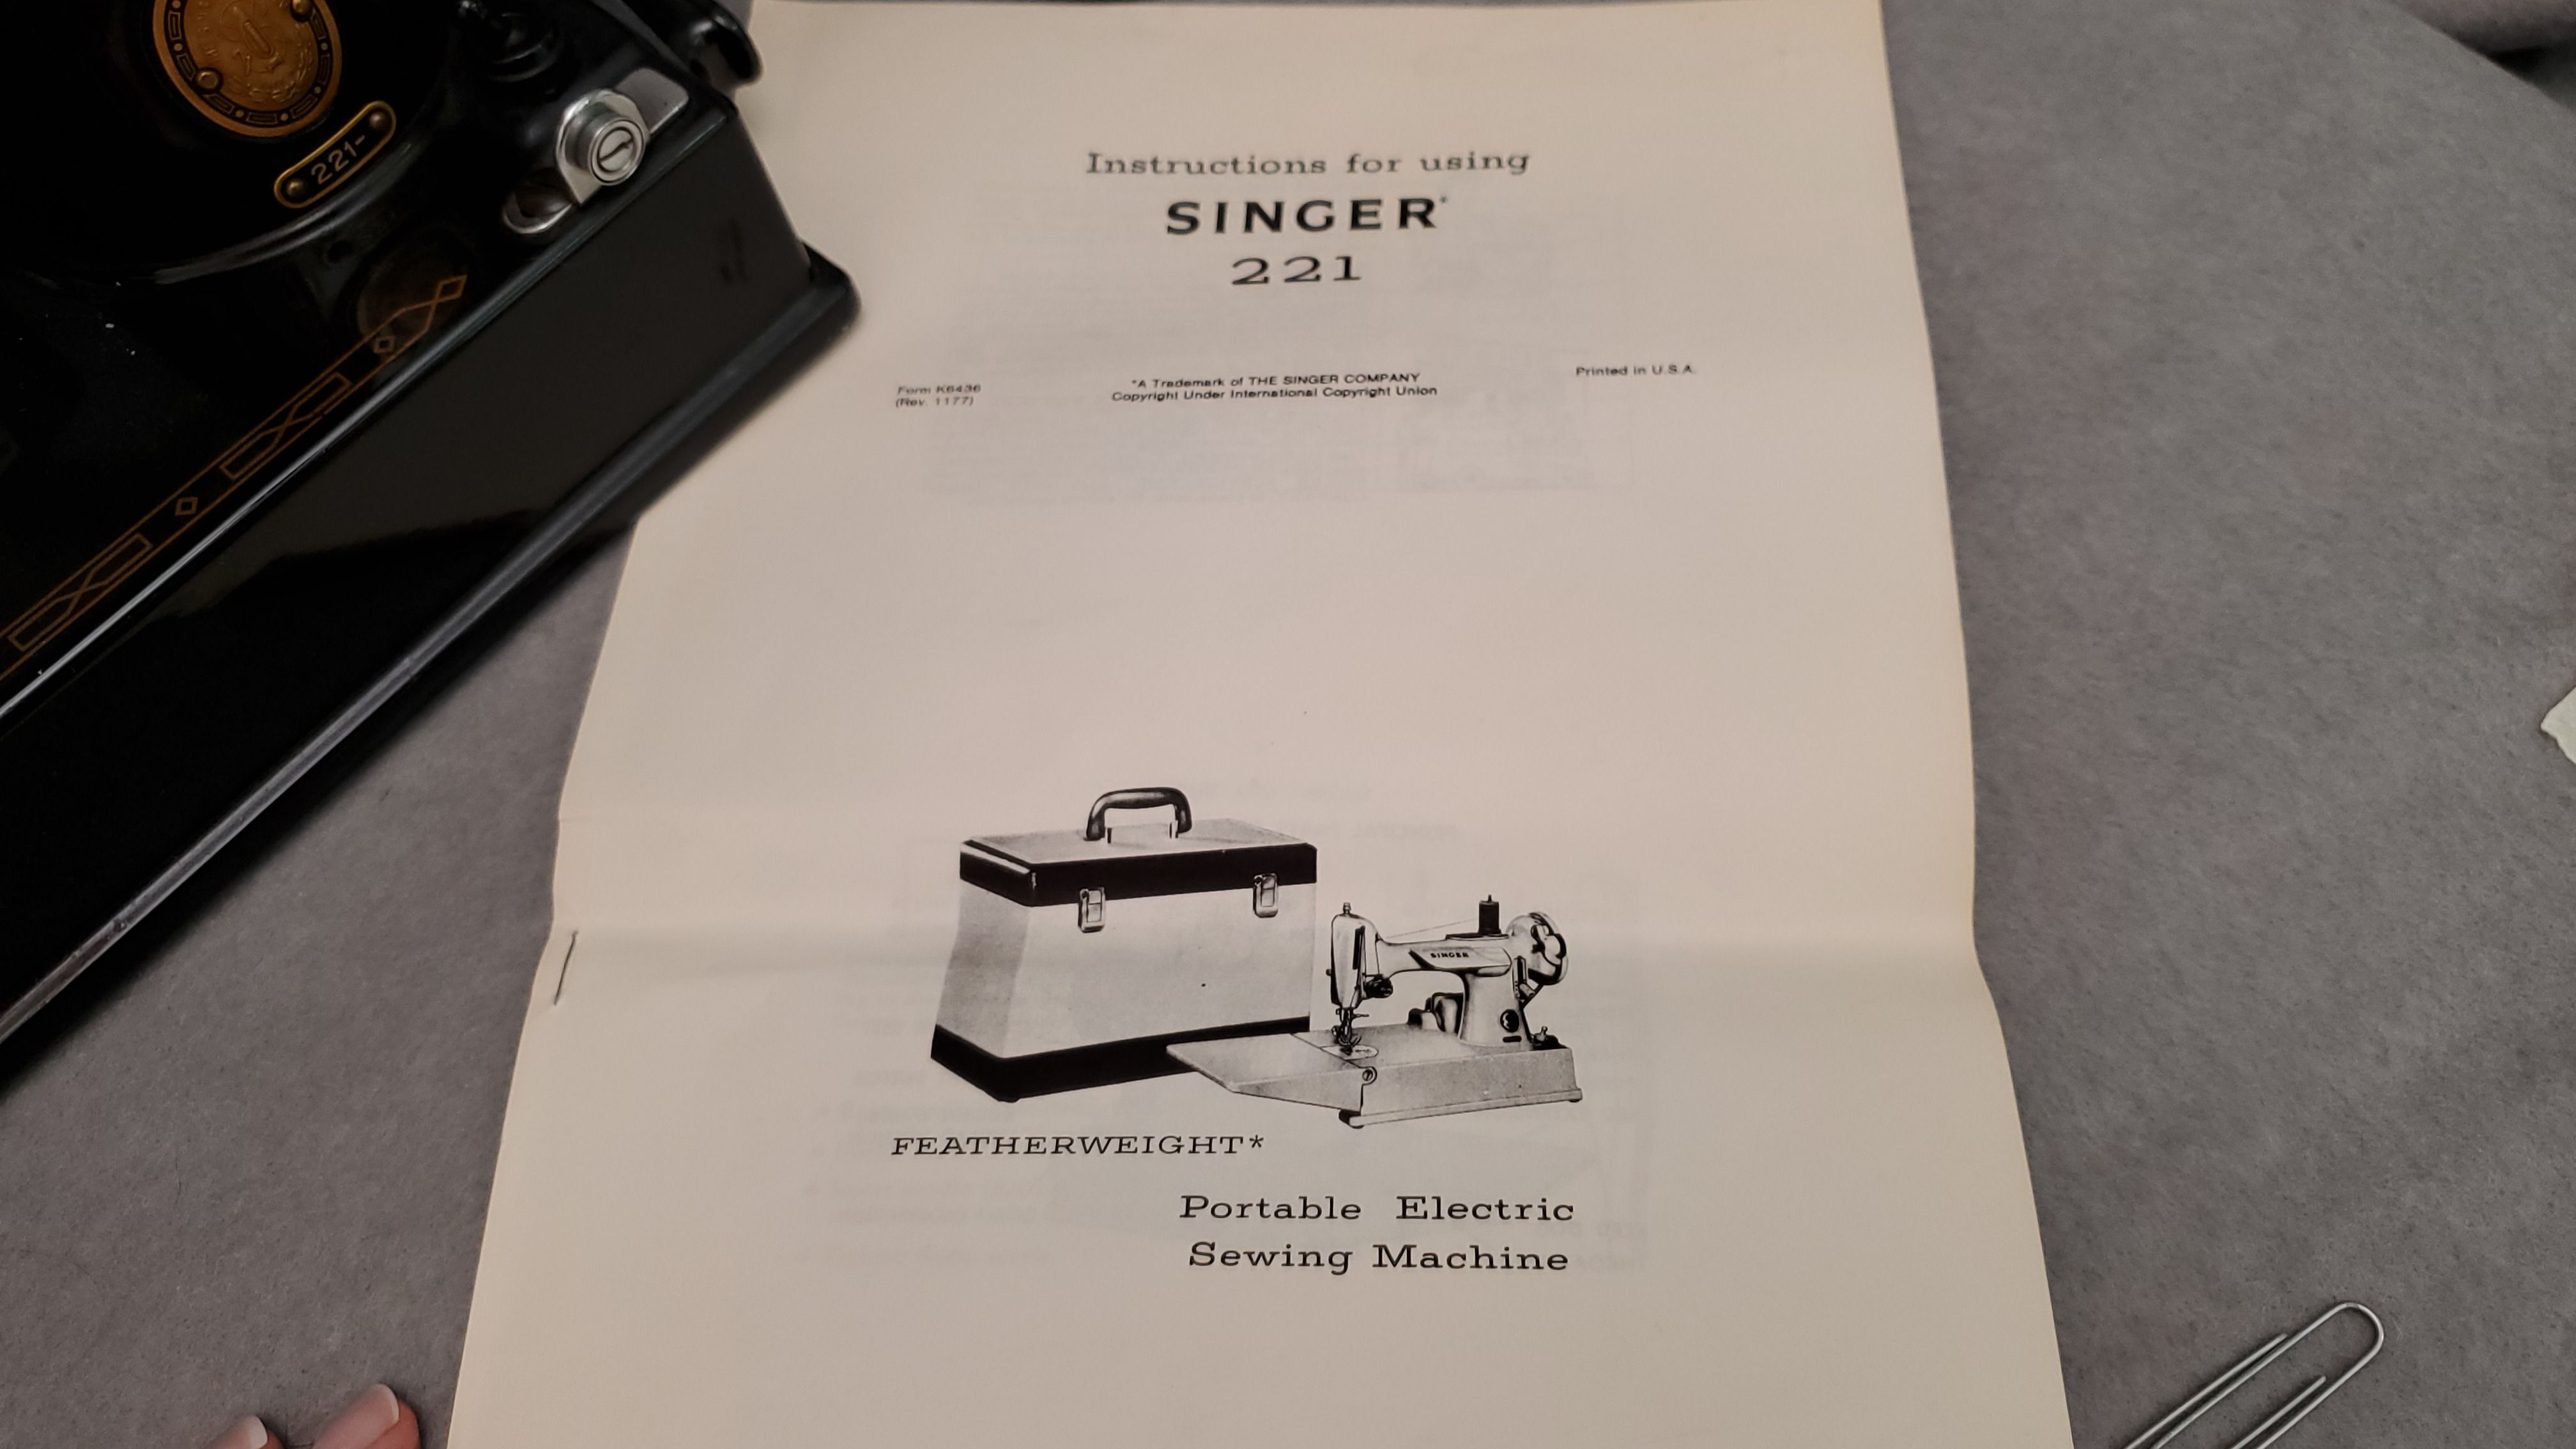 221-
Instructions for using
SINGER*
221
Form K6436
(Rev. 1177)
*A Trademark of THE SINGER COMPANY
Copyright Under International Copyright Union
Printed in U.S.A.
SINGER
FEATHERWEIGHT*
Portable Electric
Sewing Machine